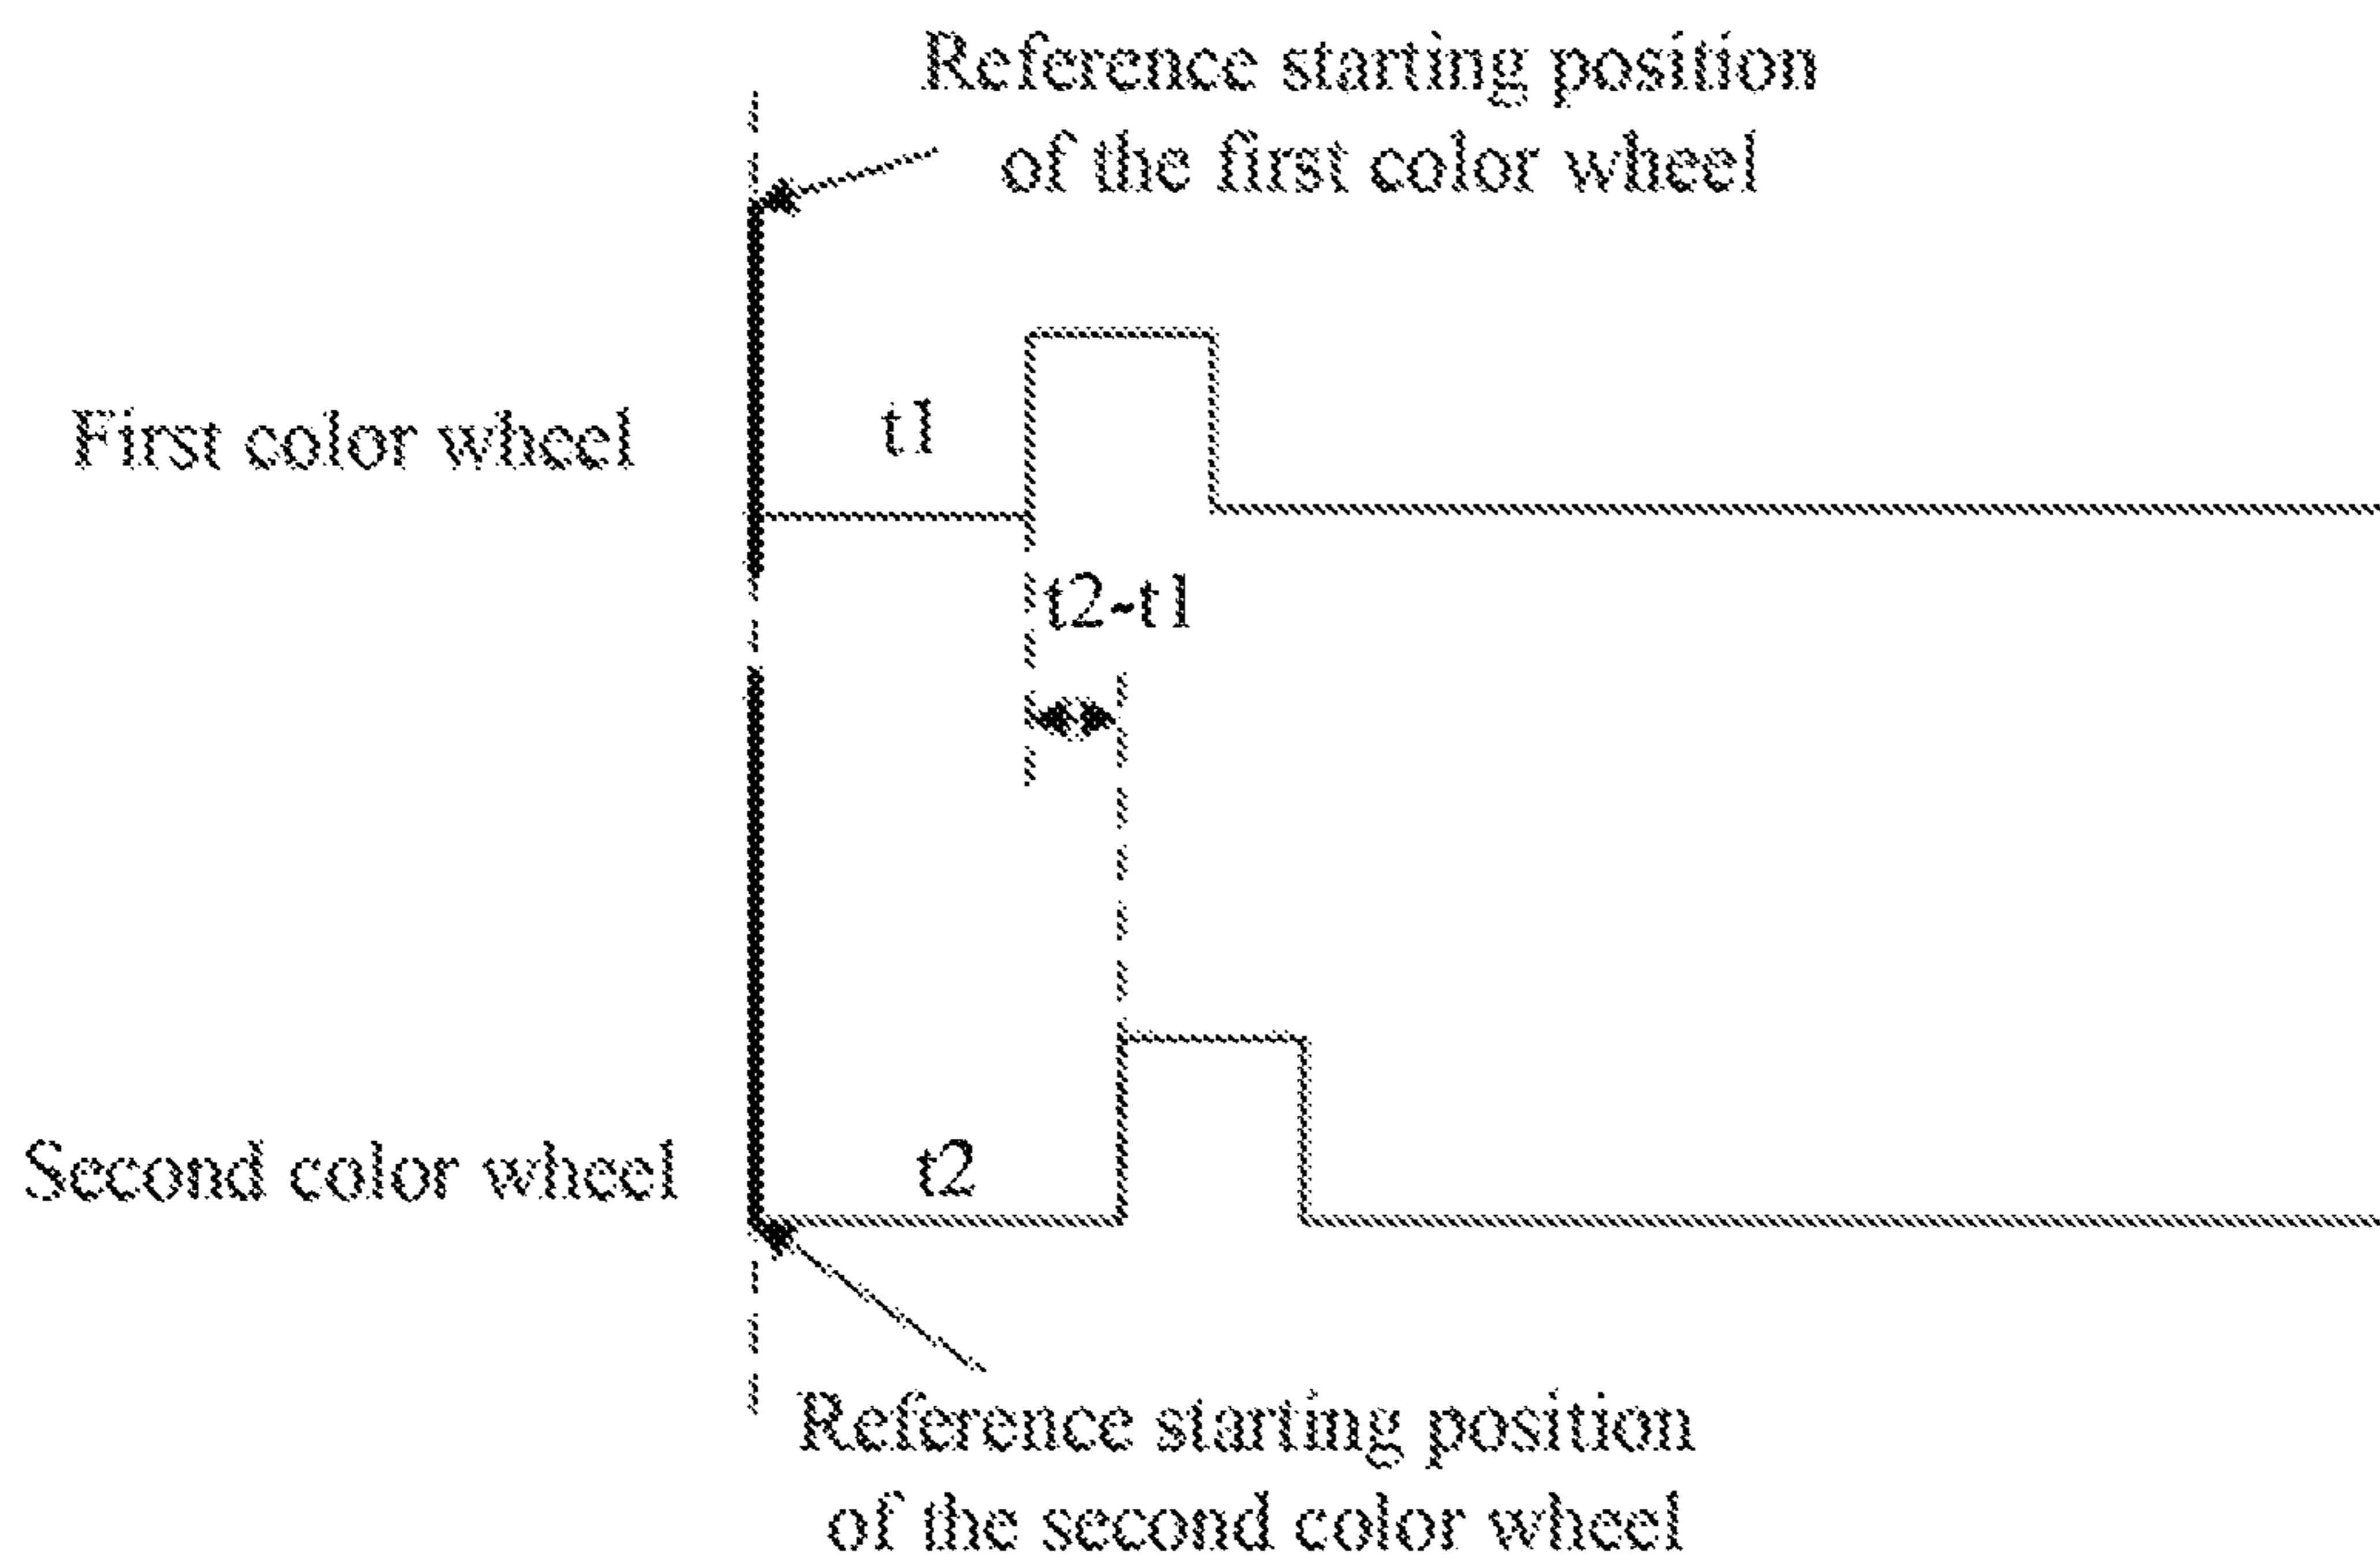 Reference starting position
of the first color wheel
First color wheel
t1
t2-t1
Second color wheel
t2
Reference starting position
of the second color wheel